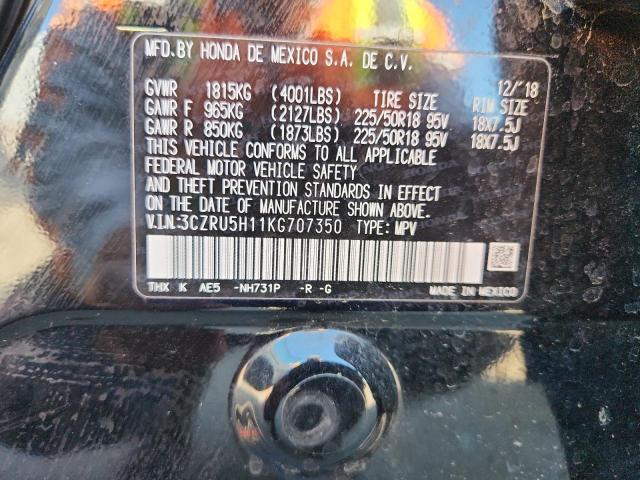 MFD. BY HONDA DE MEXICO S.A. DE C.V.
12/'18
GVWR 1815KG (4001LBS) TIRE SIZE RIM SIZE
GAWR F 965KG (2127LBS) 225/50R18 95V 18X7.5J
GAWR R 850KG (1873LBS) 225/50R18 95V 18X7.5J
THIS VEHICLE CONFORMS TO ALL APPLICABLE
FEDERAL MOTOR VEHICLE SAFETY
AND THEFT PREVENTION STANDARDS IN EFFECT
ON THE DATE OF MANUFACTURE SHOWN ABOVE.
V.I.N.:3CZRU5H11KG707350 TYPE: MPV
THX K AE5 -NH731P -R -G MADE IN MEXICO